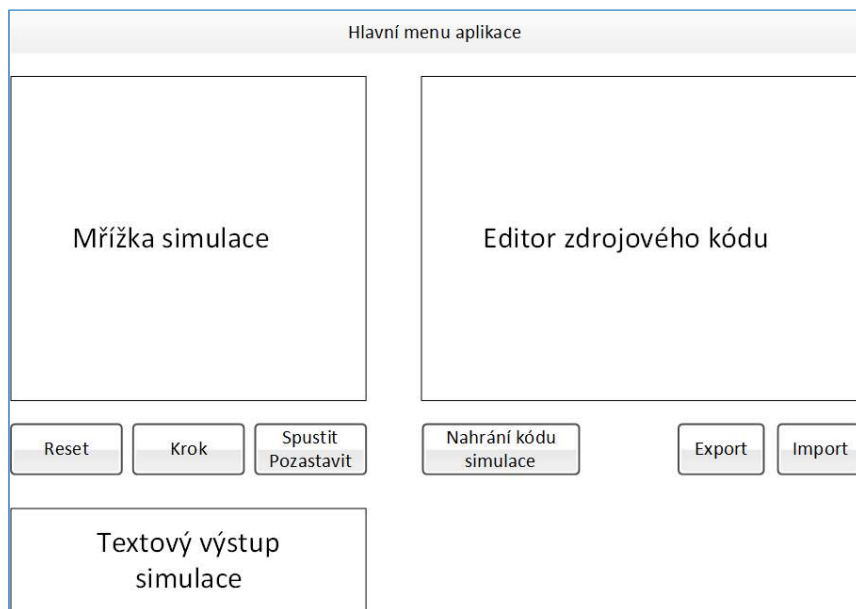 Hlavní menu aplikace
Mřížka simulace
Editor zdrojového kódu
Reset
Krok
Spustit
Pozastavit
Nahrání kódu
simulace
Export
Import
Textový výstup
simulace